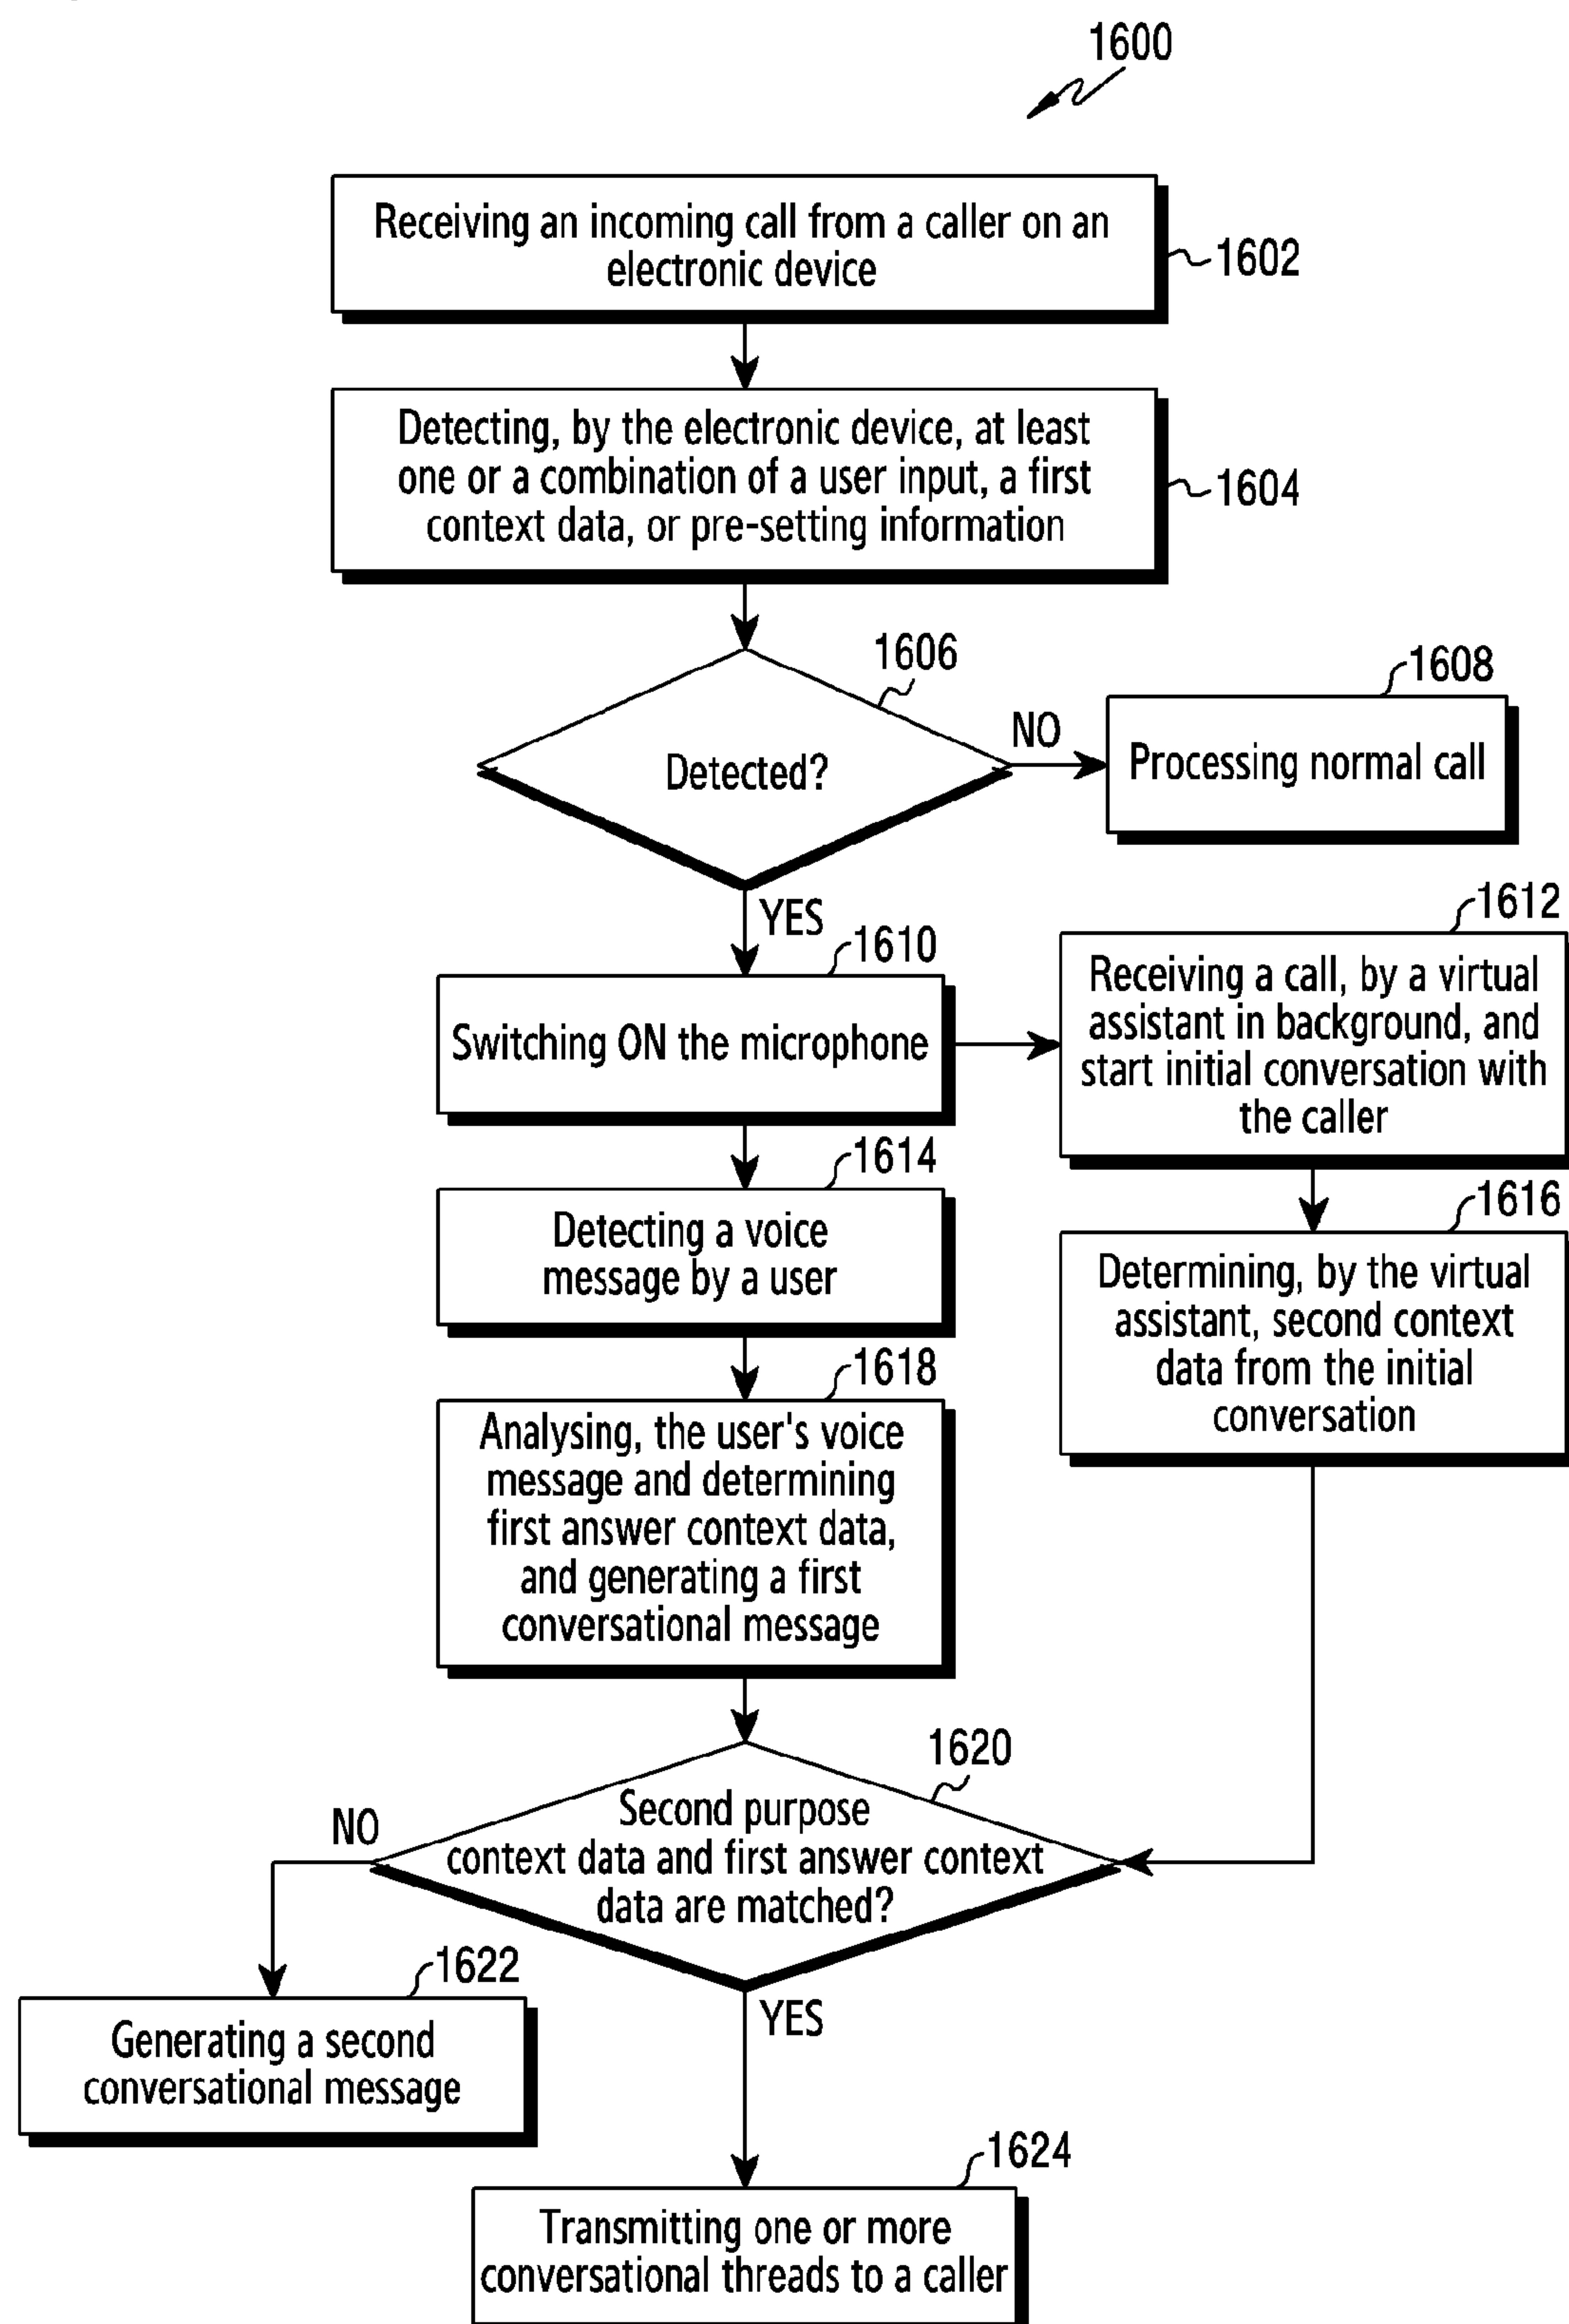 1600
Receiving an incoming call from a caller on an
electronic device
1602
Detecting, by the electronic device, at least
one or a combination of a user input, a first
context data, or pre-setting information
1604
1606
Detected?
NO
1608
Processing normal call
YES
1610
Switching ON the microphone
1612
Receiving a call, by a virtual
assistant in background, and
start initial conversation with
the caller
1614
Detecting a voice
message by a user
1616
Determining, by the virtual
assistant, second context
data from the initial
conversation
1618
Analysing, the user's voice
message and determining
first answer context data,
and generating a first
conversational message
1620
Second purpose
context data and first answer context
data are matched?
NO
1622
Generating a second
conversational message
YES
1624
Transmitting one or more
conversational threads to a caller